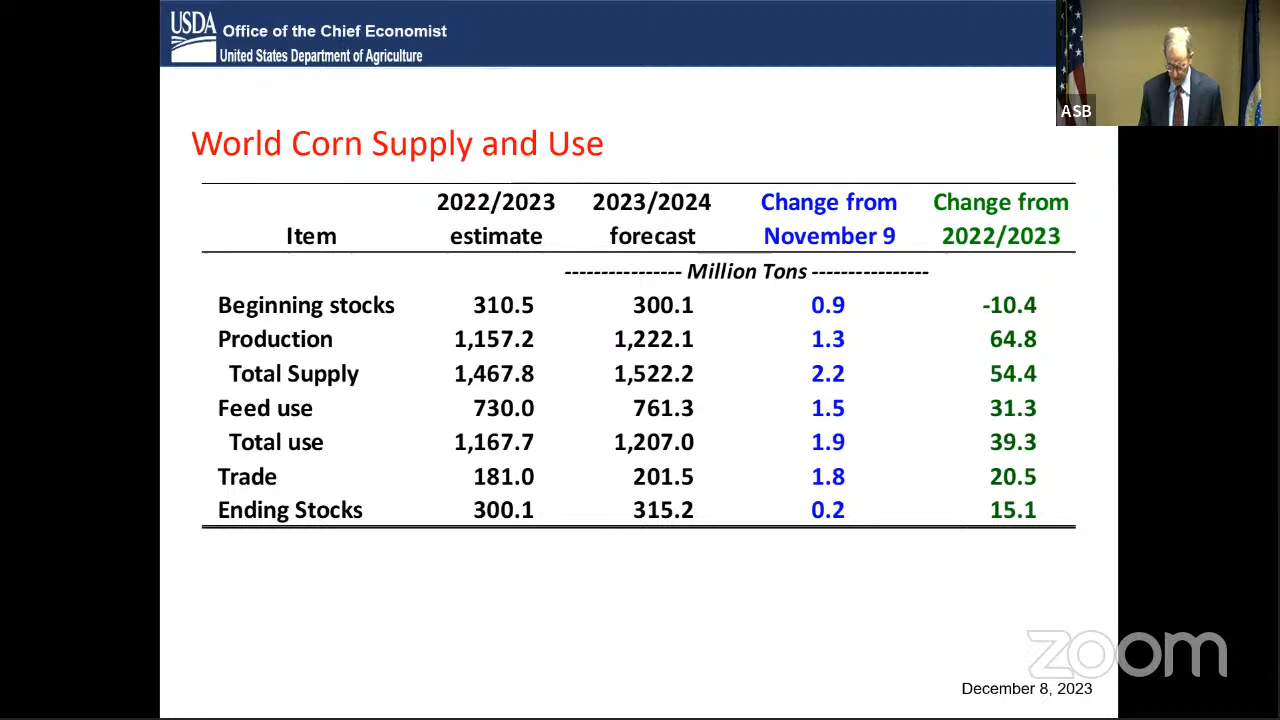 USDA Office of the Chief Economist
United States Department of Agriculture
ASB
World Corn Supply and Use
2022/2023 2023/2024 Change from Change from
Item estimate forecast November 9 2022/2023
---------------- Million Tons ----------------
Beginning stocks 310.5 300.1 0.9 -10.4
Production 1,157.2 1,222.1 1.3 64.8
Total Supply 1,467.8 1,522.2 2.2 54.4
Feed use 730.0 761.3 1.5 31.3
Total use 1,167.7 1,207.0 1.9 39.3
Trade 181.0 201.5 1.8 20.5
Ending Stocks 300.1 315.2 0.2 15.1
zoom
December 8, 2023